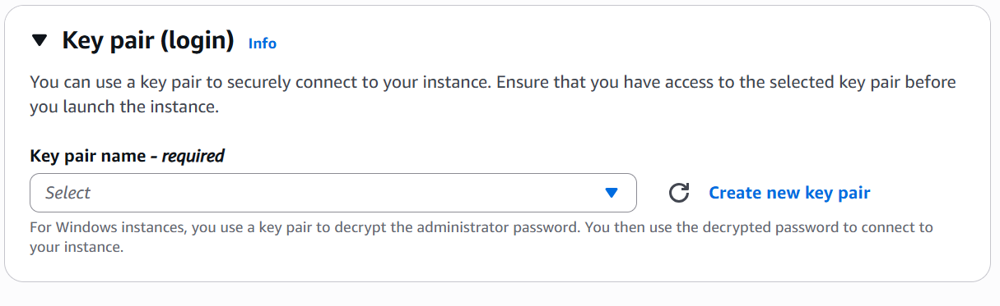 Key pair (login) Info
You can use a key pair to securely connect to your instance. Ensure that you have access to the selected key pair before
you launch the instance.
Key pair name - required
Select
Create new key pair
For Windows instances, you use a key pair to decrypt the administrator password. You then use the decrypted password to connect to
your instance.